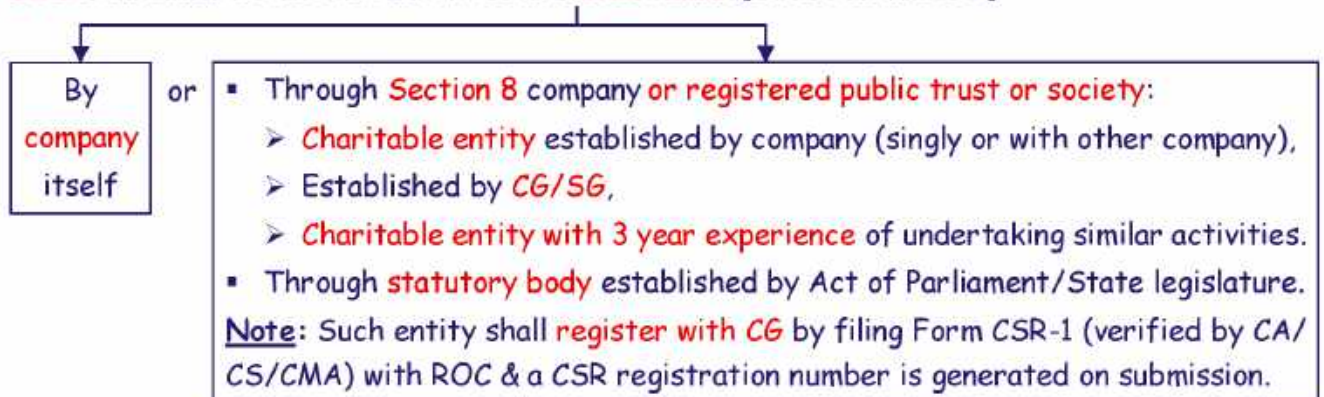 By
company
itself
or
▪ Through Section 8 company or registered public trust or society:
➢ Charitable entity established by company (singly or with other company),
➢ Established by CG/SG,
➢ Charitable entity with 3 year experience of undertaking similar activities.
▪ Through statutory body established by Act of Parliament/State legislature.
Note: Such entity shall register with CG by filing Form CSR-1 (verified by CA/
CS/CMA) with ROC & a CSR registration number is generated on submission.